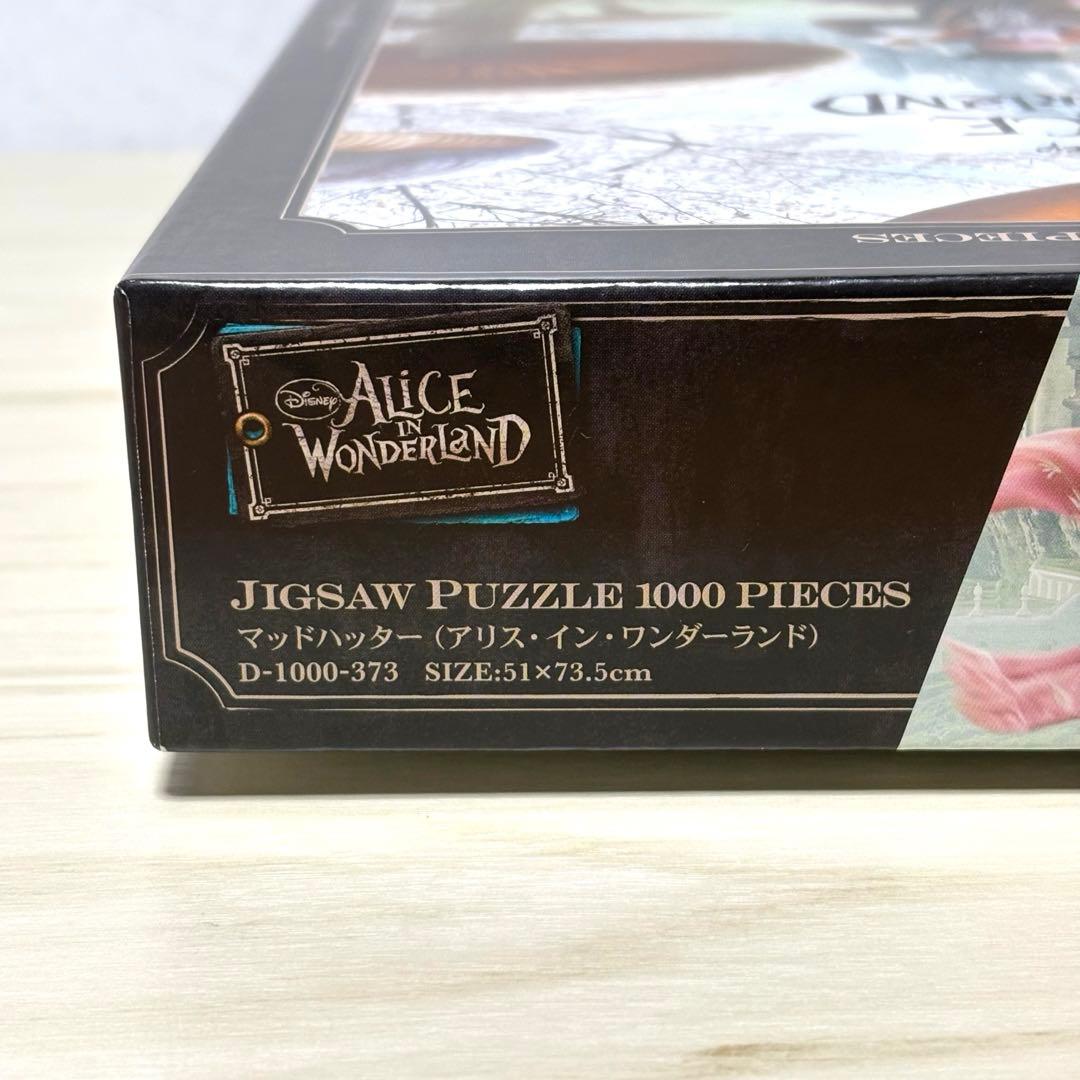 PIECES
DISNEY
ALICE
IN
WONDERLAND
JIGSAW PUZZLE 1000 PIECES
マッドハッター（アリス・イン・ワンダーランド）
D-1000-373 SIZE:51×73.5cm